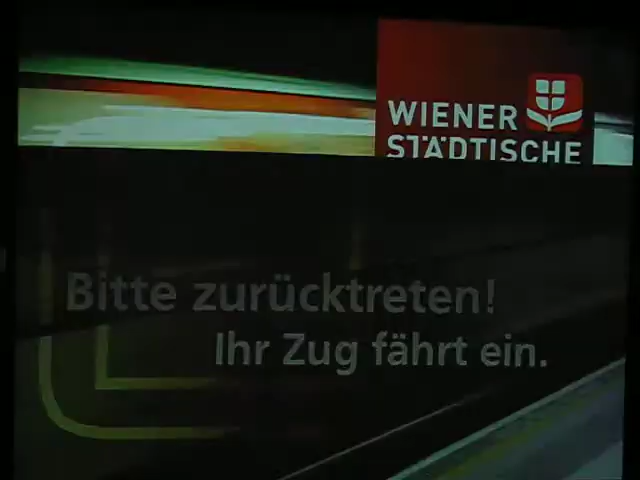 WIENER
STÄDTISCHE
Bitte zurücktreten!
Ihr Zug fährt ein.